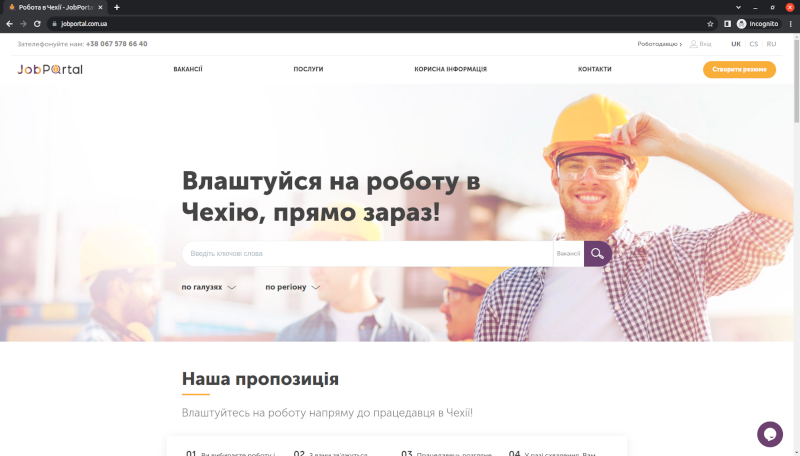 Робота в Чехії - JobPorta
Incognito
jobportal.com.ua
Зателефонуйте нам: +38 067 578 66 40
Роботодавцю
Вхід
UK CS RU
JobPортal
ВАКАНСІЇ
ПОСЛУГИ
КОРИСНА ІНФОРМАЦІЯ
КОНТАКТИ
Створити резюме
Влаштуйся на роботу в
Чехію, прямо зараз!
Введіть ключові слова
Вакансії
по галузях
по регіону
Наша пропозиція
Влаштуйтесь на роботу напряму до працедавця в Чехії!
01 Ви вибираєте роботу і
02 З вами зв'яжуться
03 Працедавець розгляне
04 У разі схвалення, Вам